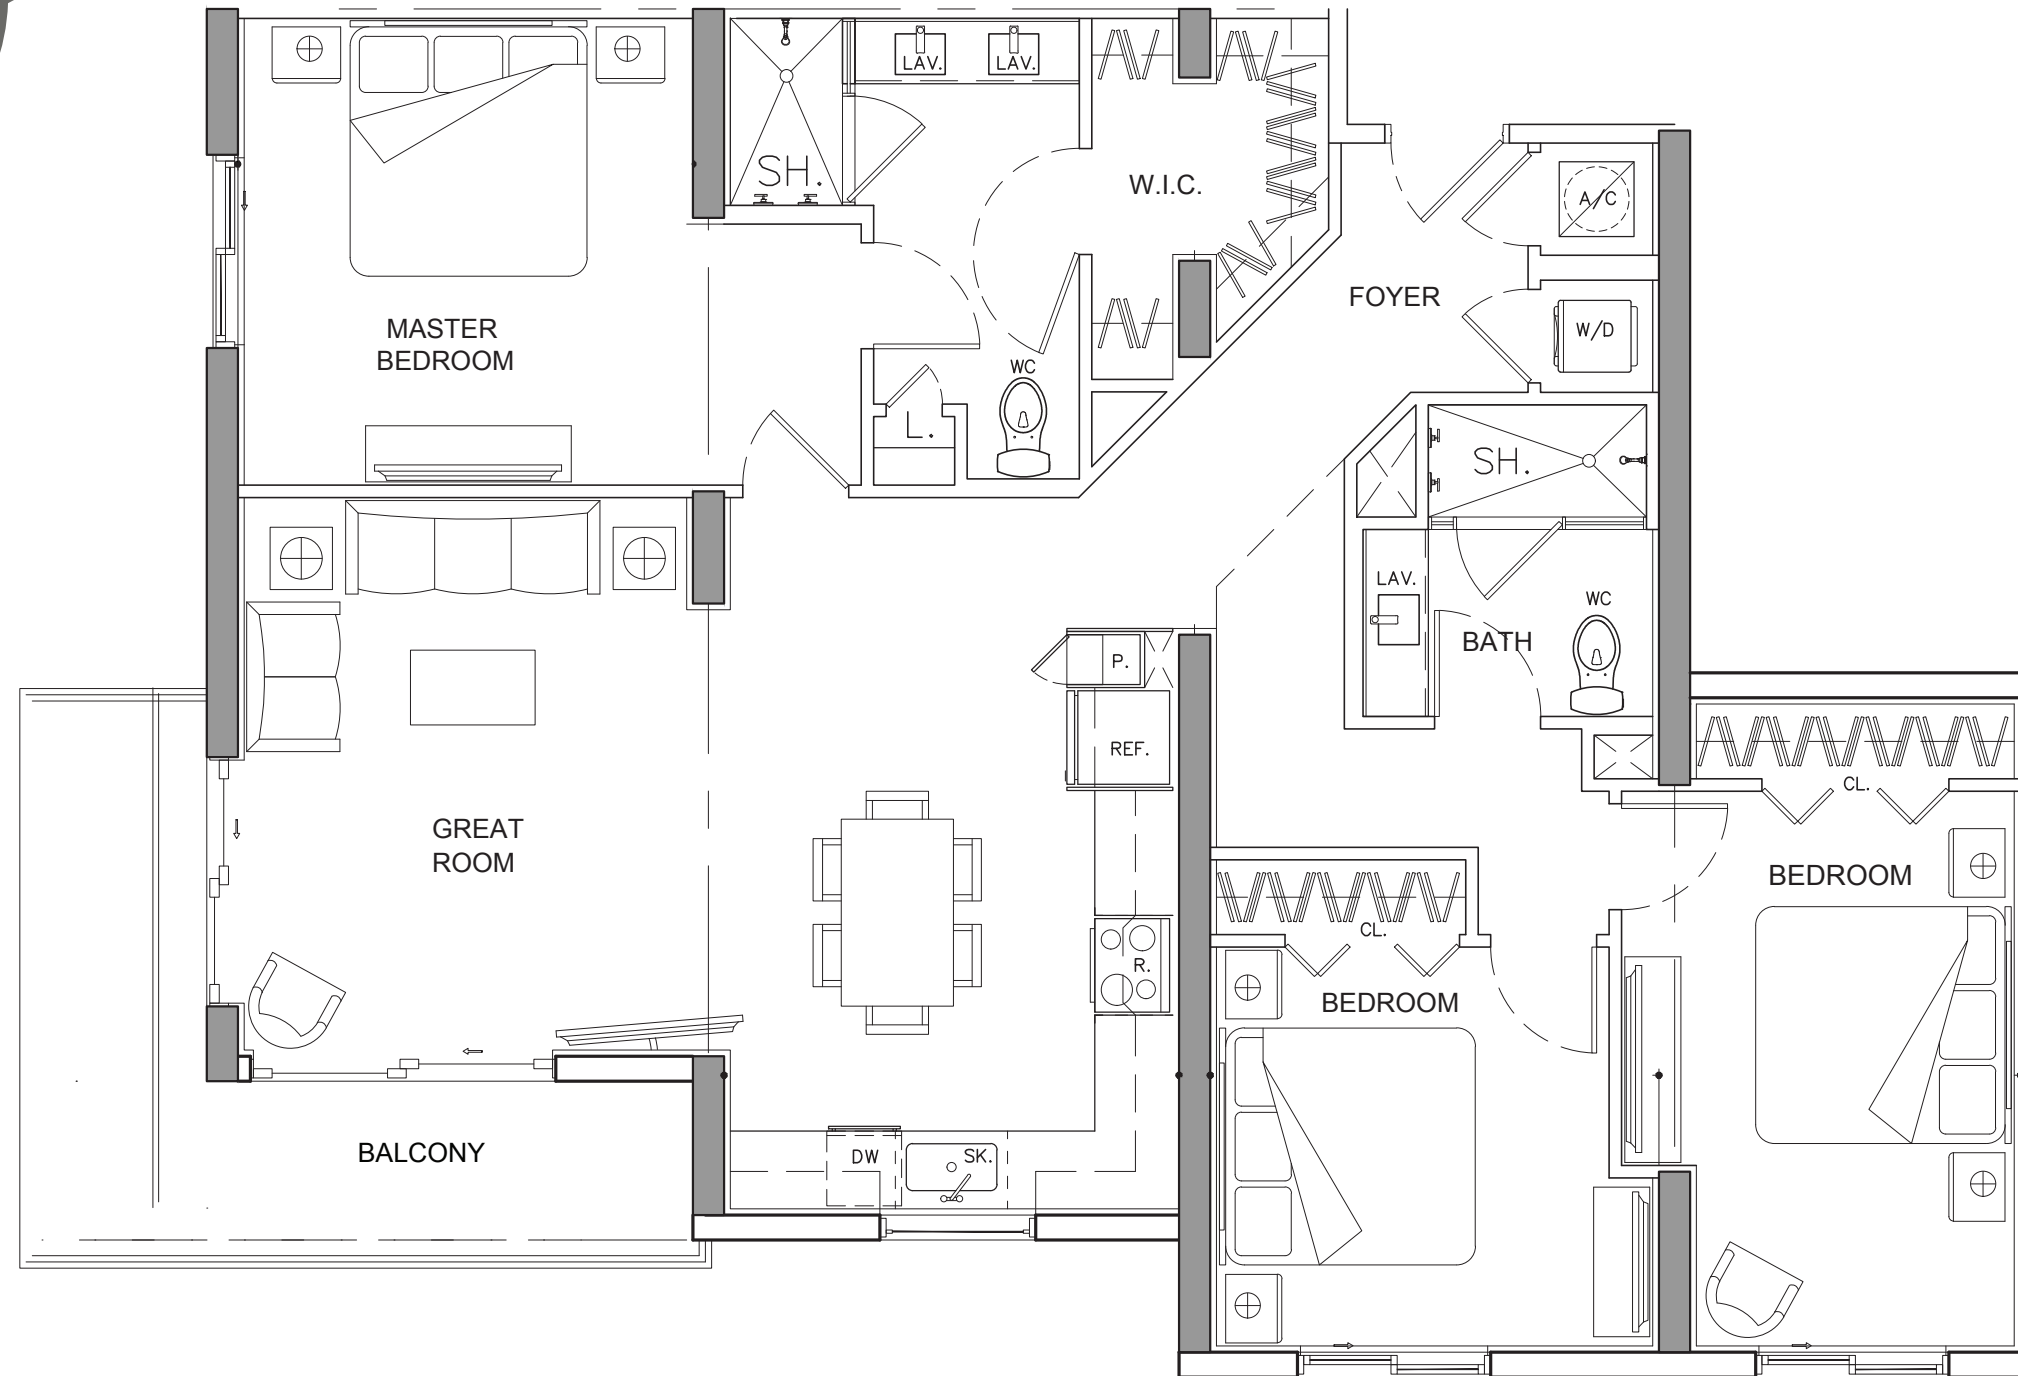 LAV.
LAV.
SH.
W.I.C.
A/C
FOYER
MASTER
BEDROOM
W/D
WC
L.
SH.
LAV.
WC
BATH
P.
REF.
CL.
GREAT
ROOM
BEDROOM
CL.
R.
BEDROOM
BALCONY
DW
SK.